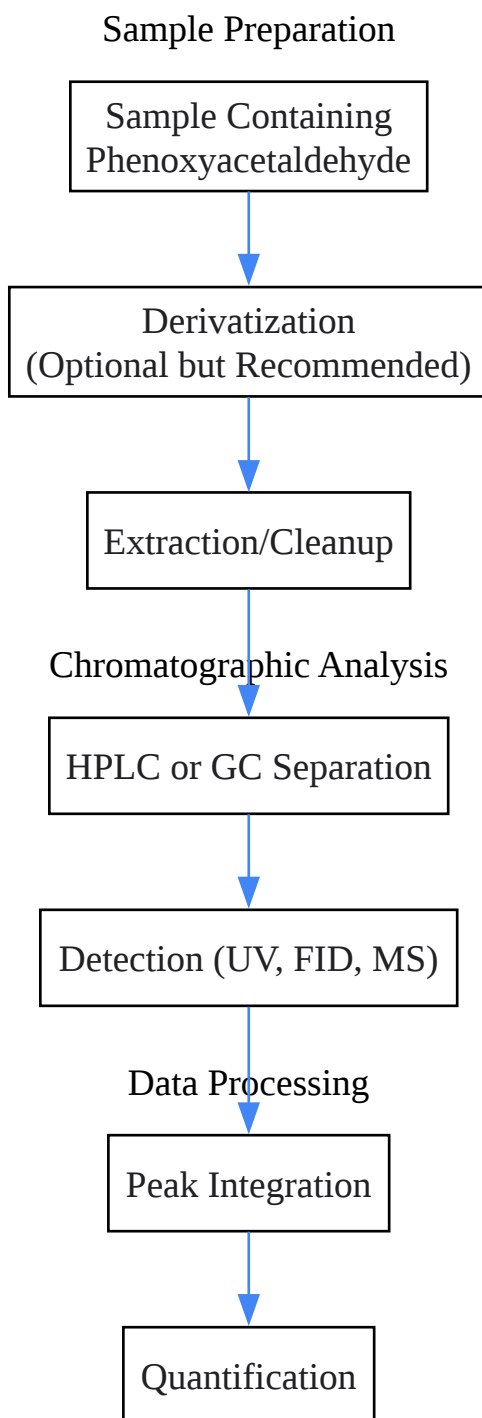 Sample Preparation
Sample Containing
Phenoxyacetaldehyde
Derivatization
(Optional but Recommended)
Extraction/Cleanup
Chromatographic Analysis
HPLC or GC Separation
Detection (UV, FID, MS)
Data Processing
Peak Integration
Quantification